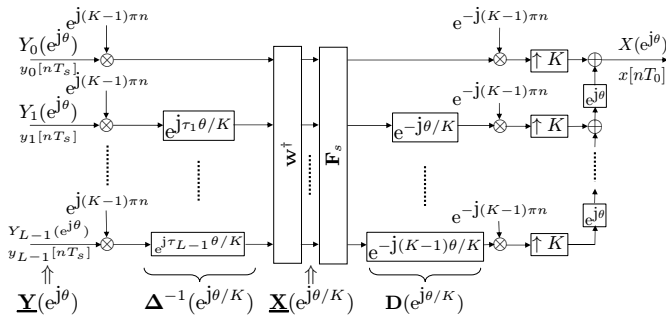 e^{j(K−1)πn} e^{-j(K−1)πn}
Y_0(e^{jθ}) ↑ K X(e^{jθ})
y_0[nT_s] x[nT_0]
e^{j(K−1)πn} e^{-j(K−1)πn} e^{jθ}
Y_1(e^{jθ}) e^{jτ_1θ/K} e^{−jθ/K} ↑ K
y_1[nT_s]
w^† F_s
e^{j(K−1)πn} e^{-j(K−1)πn} e^{jθ}
Y_{L−1}(e^{jθ}) e^{jτ_{L−1}θ/K} e^{−j(K−1)θ/K} ↑ K
y_{L−1}[nT_s]
Y(e^{jθ}) Δ^{−1}(e^{jθ/K}) X(e^{jθ/K}) D(e^{jθ/K})